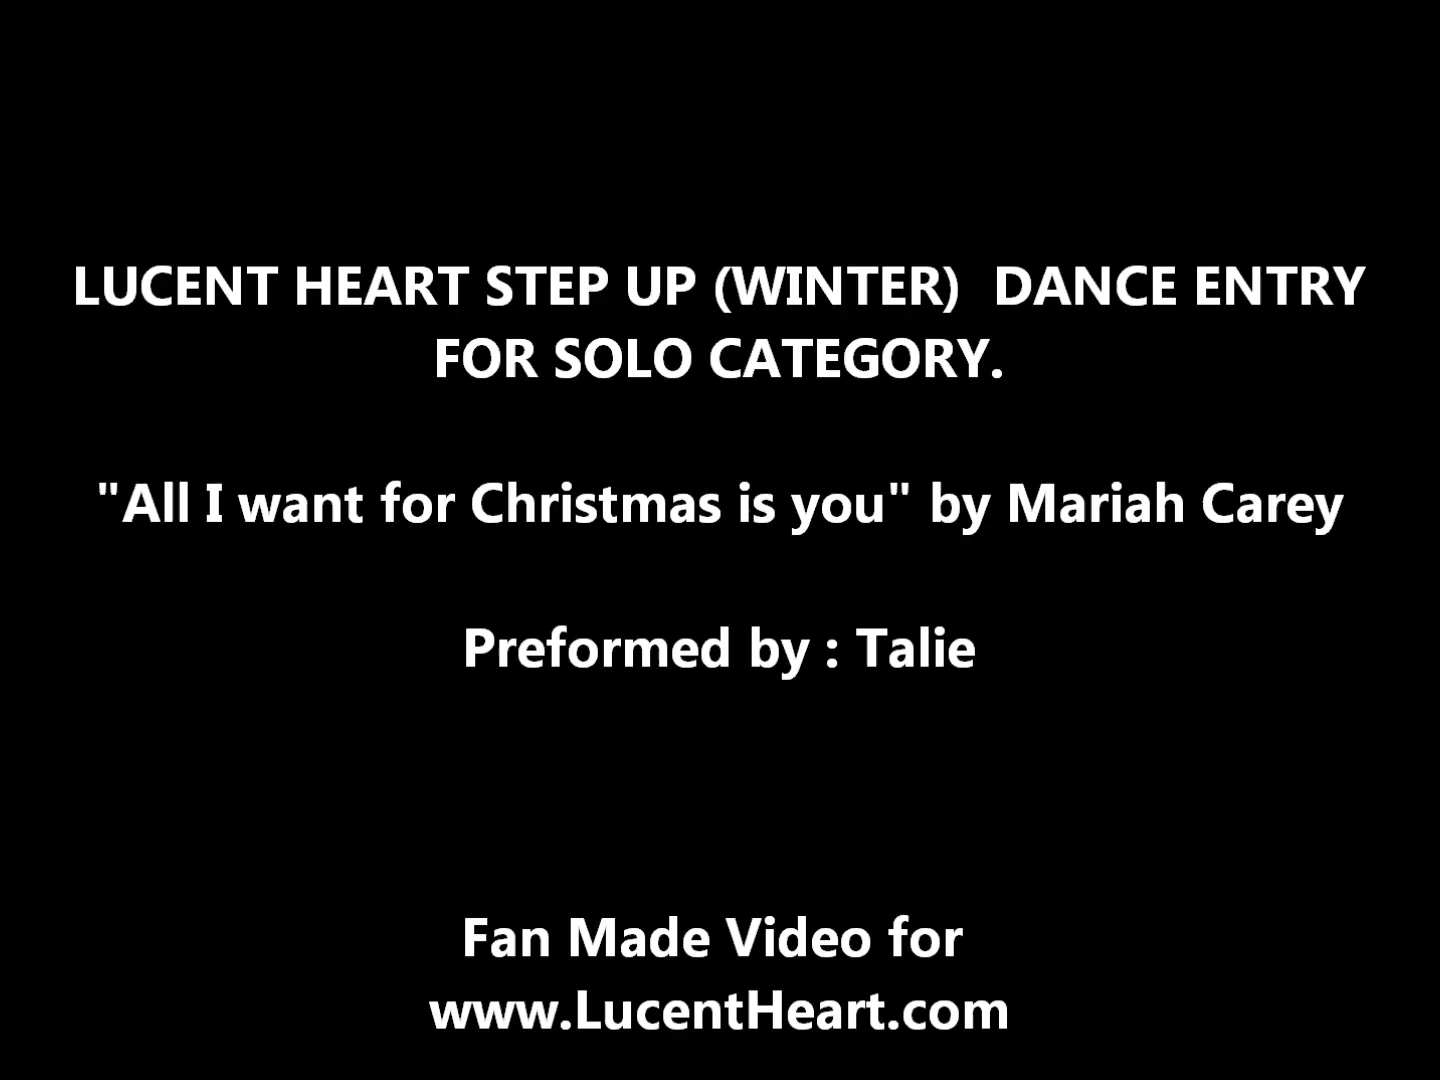 LUCENT HEART STEP UP (WINTER)  DANCE ENTRY
FOR SOLO CATEGORY.
"All I want for Christmas is you" by Mariah Carey
Preformed by : Talie
Fan Made Video for
www.LucentHeart.com